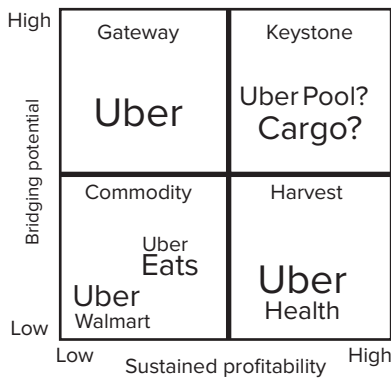 High
Gateway
Keystone
Uber
Uber Pool?
Cargo?
Bridging potential
Commodity
Harvest
Uber
Eats
Uber
Walmart
Uber
Health
Low
Low
Sustained profitability
High